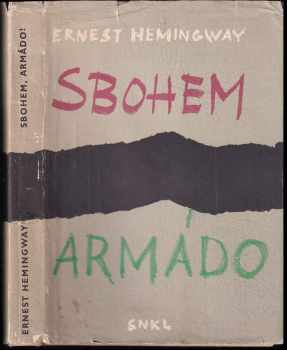 ERNEST HEMINGWAY
SBOHEM
ARMÁDO
SNKL
ERNEST HEMINGWAY
SBOHEM, ARMÁDO!